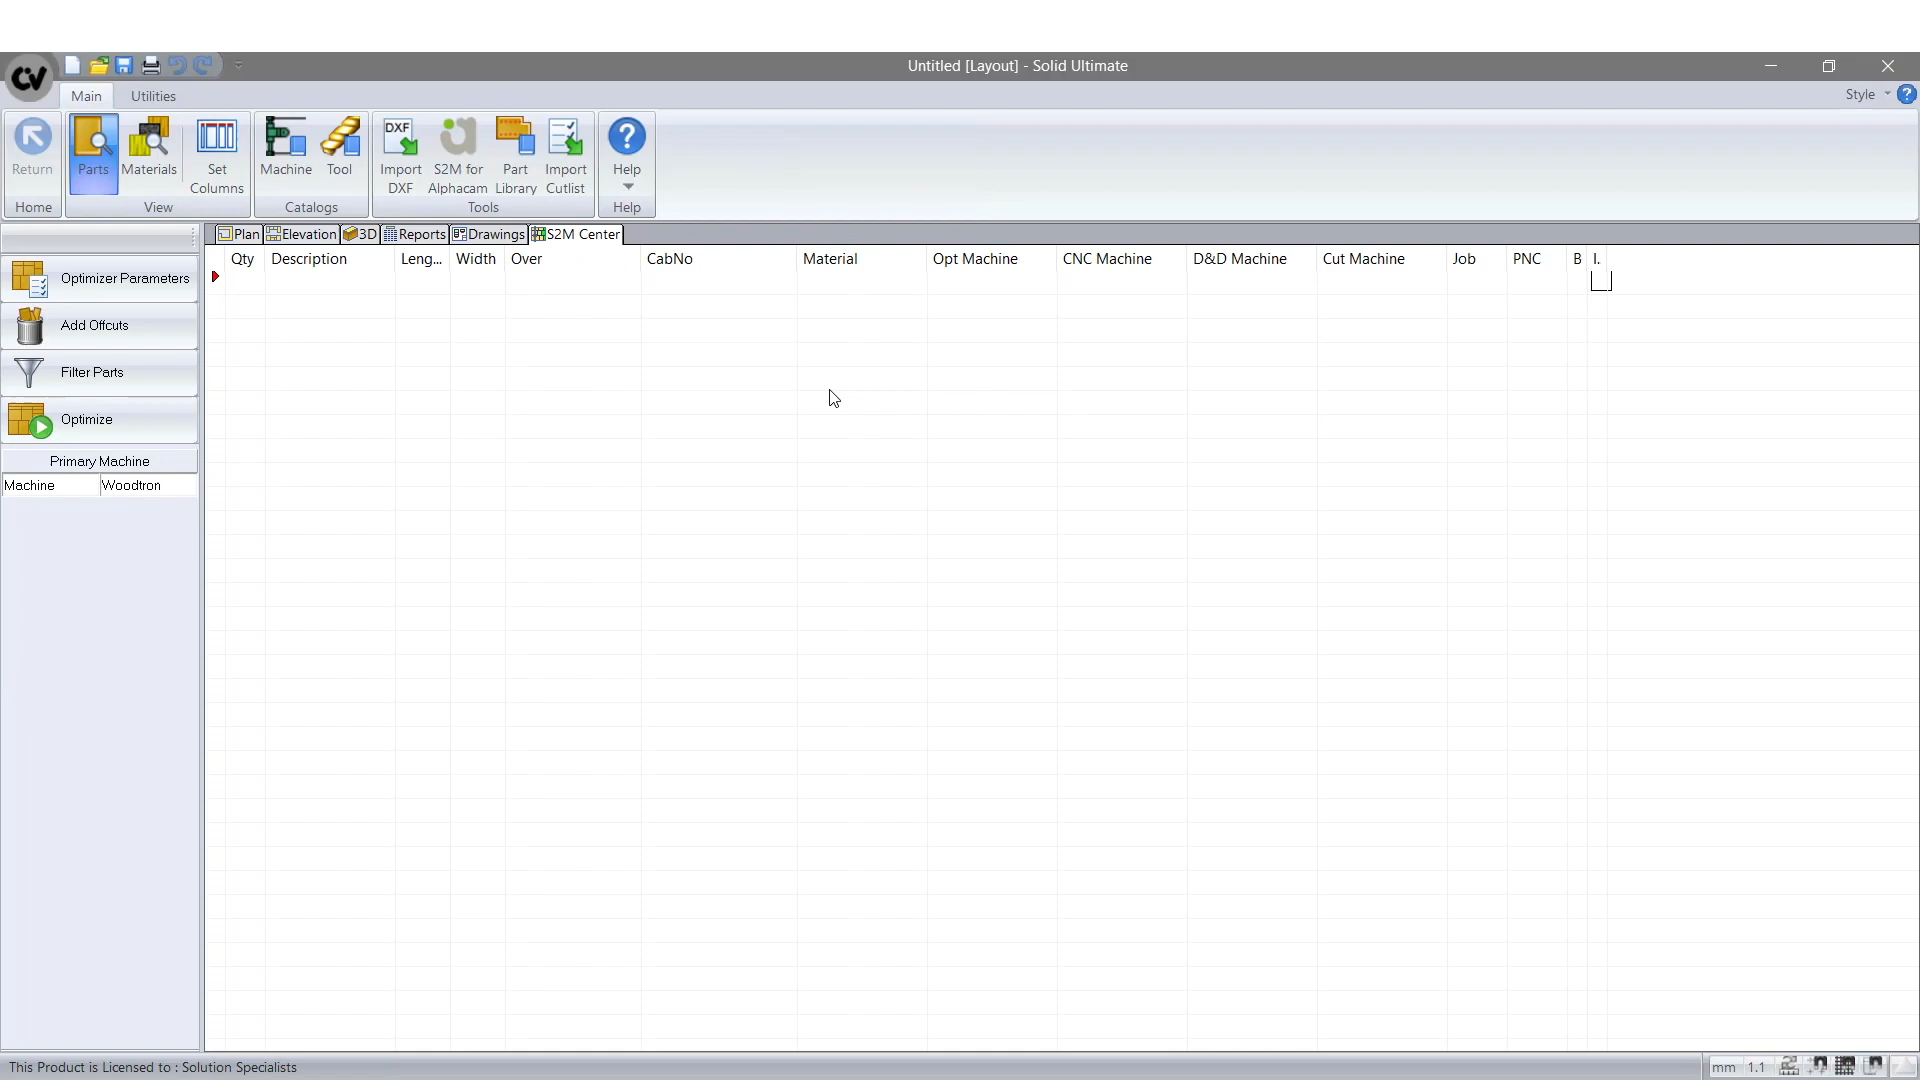 Untitled [Layout] - Solid Ultimate
CV
Main Utilities
Style
Return
Parts
Materials
Set Columns
Machine
Tool
DXF
Import DXF
S2M for Alphacam
Part Library
Import Cutlist
Help
Home
View
Catalogs
Tools
Help
Plan Elevation 3D Reports Drawings S2M Center
Qty Description Leng... Width Over CabNo Material Opt Machine CNC Machine D&D Machine Cut Machine Job PNC B I.
Optimizer Parameters
Add Offcuts
Filter Parts
Optimize
Primary Machine
Machine Woodtron
This Product is Licensed to : Solution Specialists
mm 1.1